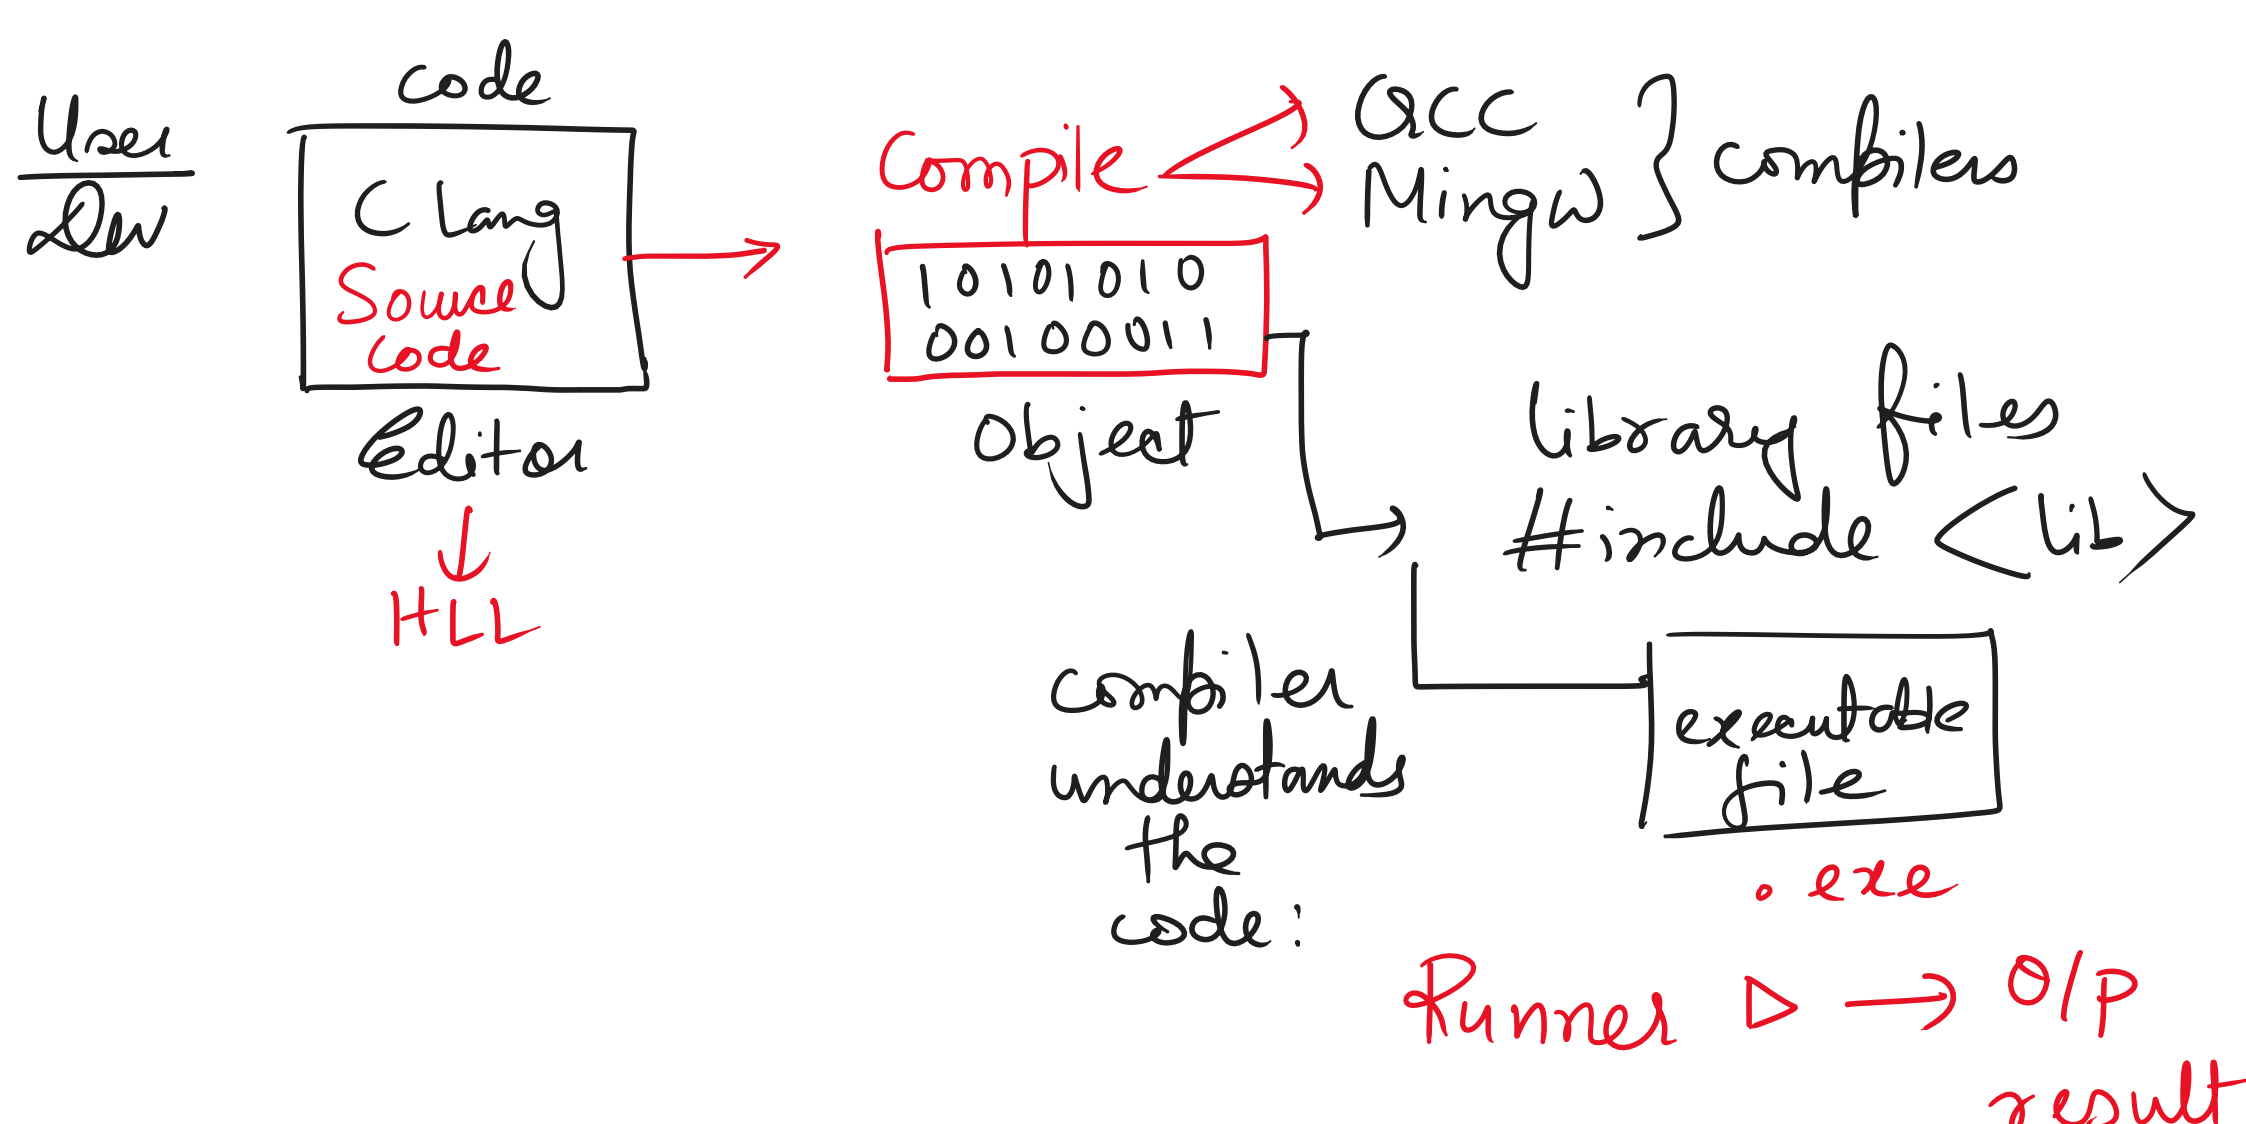 User
Dev
code
C Lang
Source
code
Editor
HLL
Compile
GCC
Mingw
compilers
10101010
00100011
Object
library files
#include <lib>
compiler
understands
the
code:
executable
file
.exe
Runner → O/p
result